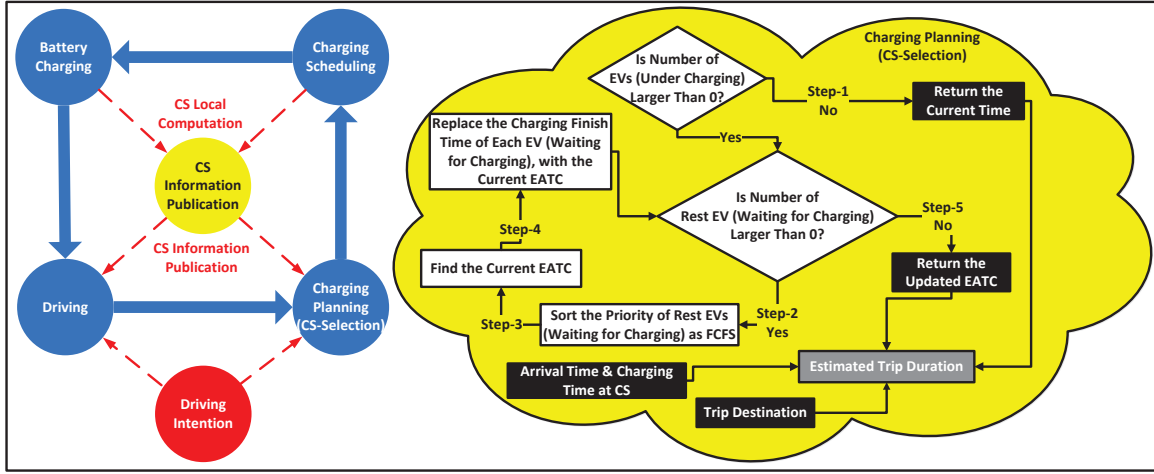 Battery
Charging
Charging
Scheduling
CS Local
Computation
CS
Information
Publication
CS Information
Publication
Driving
Charging
Planning
(CS-Selection)
Driving
Intention
Charging Planning
(CS-Selection)
Is Number of
EVs (Under Charging)
Larger Than 0?
Step-1
No
Return the
Current Time
Yes
Replace the Charging Finish
Time of Each EV (Waiting
for Charging), with the
Current EATC
Is Number of
Rest EV (Waiting for Charging)
Larger Than 0?
Step-5
No
Step-4
Find the Current EATC
Return the
Updated EATC
Step-3
Sort the Priority of Rest EVs
(Waiting for Charging) as FCFS
Step-2
Yes
Arrival Time & Charging
Time at CS
Estimated Trip Duration
Trip Destination